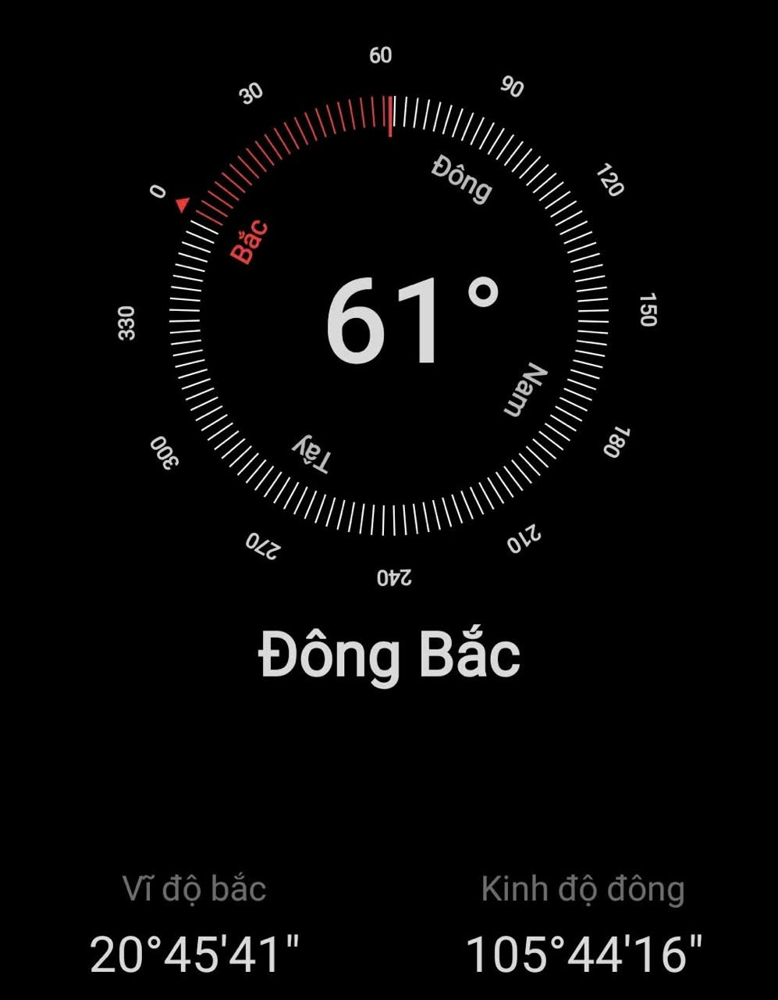 60
30
90
0
120
Đông
Bắc
61°
330
150
Nam
Tây
300
180
270
210
240
Đông Bắc
Vĩ độ bắc
Kinh độ đông
20°45'41"
105°44'16"